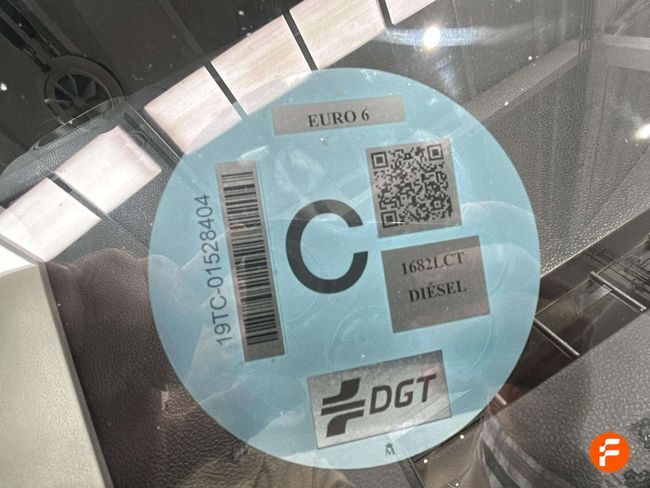 EURO 6
19TC-01528404
C
1682LCT
DIÉSEL
DGT
M
F